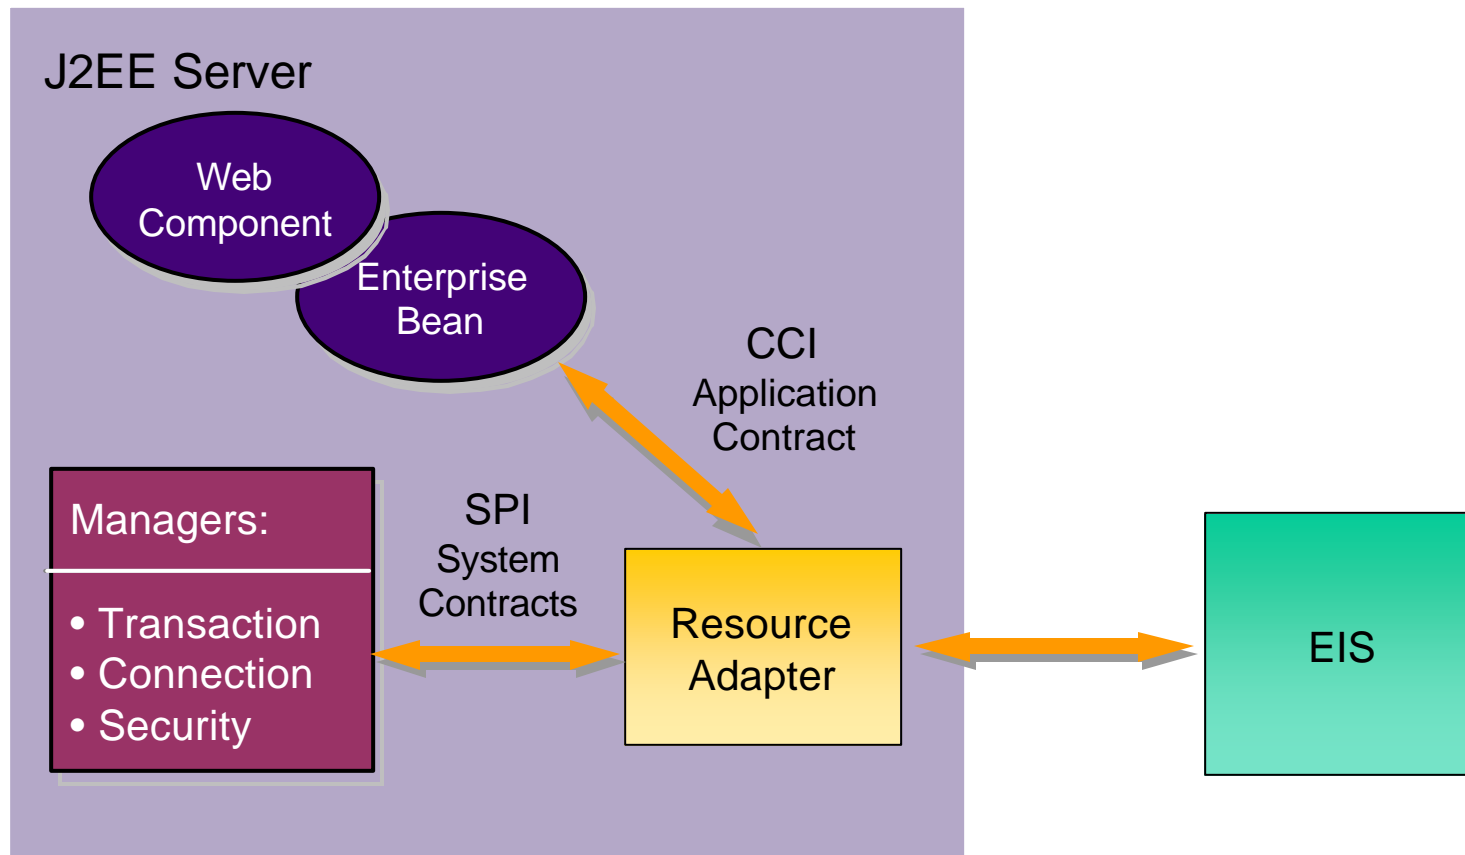 J2EE Server
Web
Component
Enterprise
Bean
CCI
Application
Contract
Managers:
• Transaction
• Connection
• Security
SPI
System
Contracts
Resource
Adapter
EIS